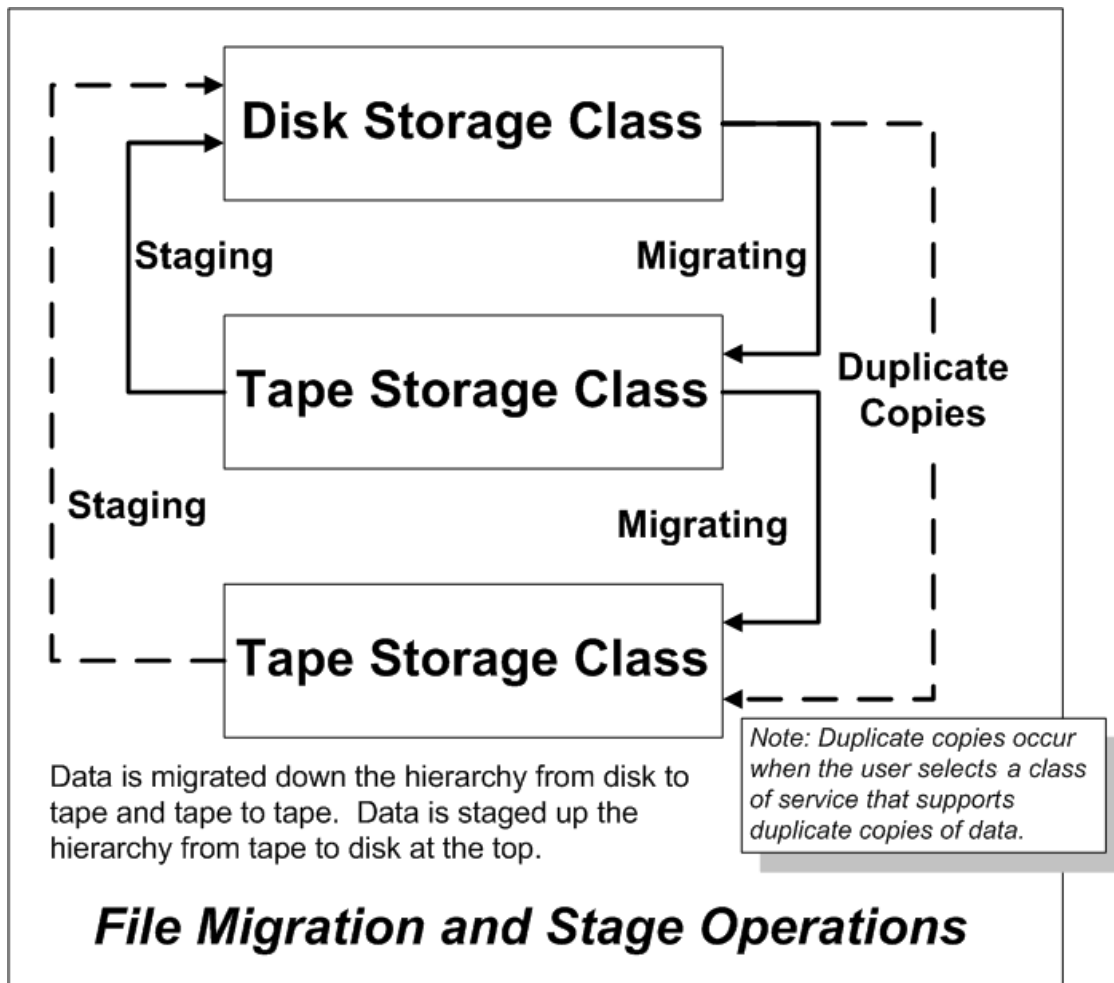 Disk Storage Class
Staging
Migrating
Tape Storage Class
Duplicate
Copies
Staging
Migrating
Tape Storage Class
Note: Duplicate copies occur
when the user selects a class
of service that supports
duplicate copies of data.
Data is migrated down the hierarchy from disk to
tape and tape to tape.  Data is staged up the
hierarchy from tape to disk at the top.
File Migration and Stage Operations